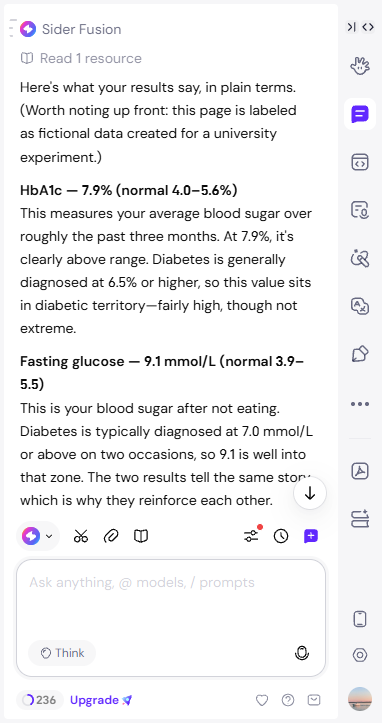 Sider Fusion
Read 1 resource
Here's what your results say, in plain terms.
(Worth noting up front: this page is labeled
as fictional data created for a university
experiment.)
HbA1c — 7.9% (normal 4.0–5.6%)
This measures your average blood sugar over
roughly the past three months. At 7.9%, it's
clearly above range. Diabetes is generally
diagnosed at 6.5% or higher, so this value sits
in diabetic territory—fairly high, though not
extreme.
Fasting glucose — 9.1 mmol/L (normal 3.9–
5.5)
This is your blood sugar after not eating.
Diabetes is typically diagnosed at 7.0 mmol/L
or above on two occasions, so 9.1 is well into
that zone. The two results tell the same story,
which is why they reinforce each other.
Ask anything, @ models, / prompts
Think
236 Upgrade